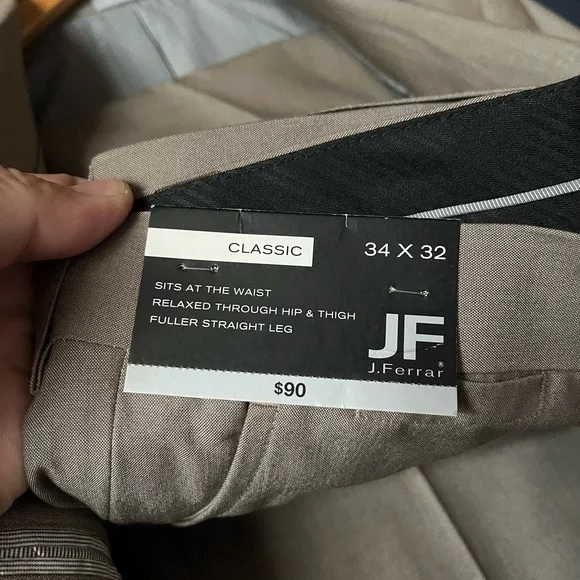 CLASSIC
34 X 32
SITS AT THE WAIST
RELAXED THROUGH HIP & THIGH
FULLER STRAIGHT LEG
JF
J.Ferrar®
$90